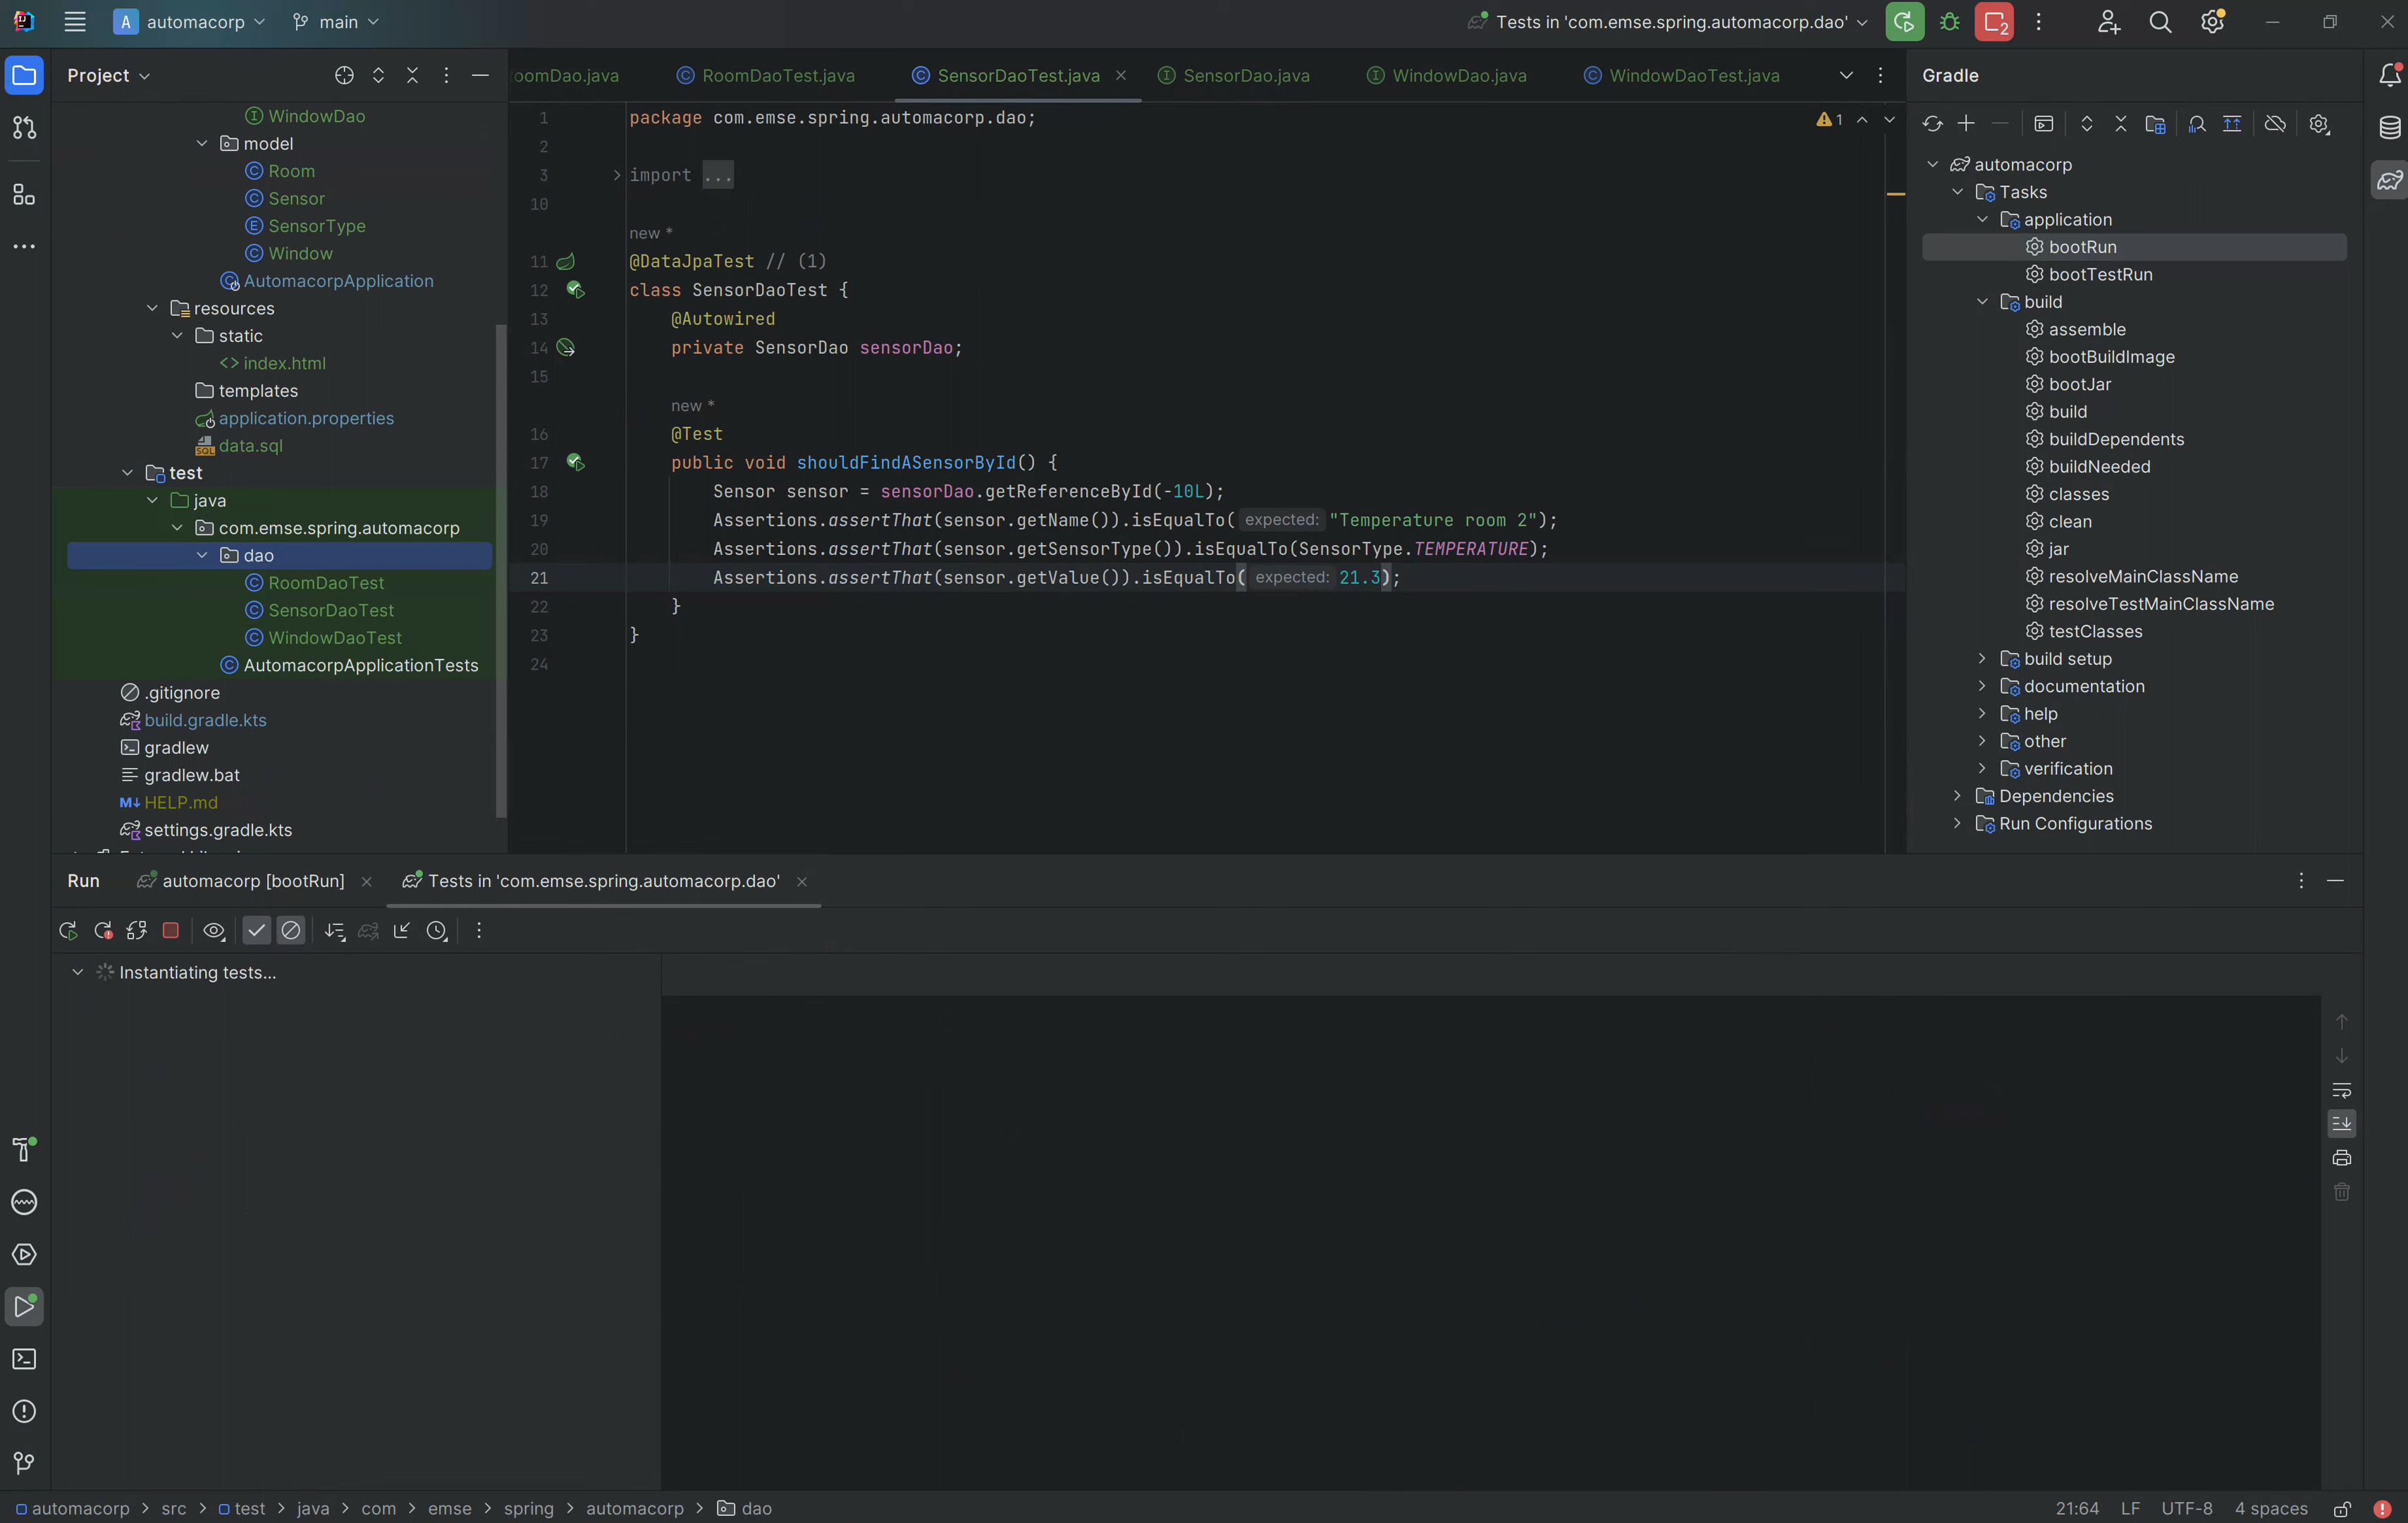 A automacorp main Tests in 'com.emse.spring.automacorp.dao' 2
Project
WindowDao
model
Room
Sensor
SensorType
Window
AutomacorpApplication
resources
static
index.html
templates
application.properties
data.sql
test
java
com.emse.spring.automacorp
dao
RoomDaoTest
SensorDaoTest
WindowDaoTest
AutomacorpApplicationTests
.gitignore
build.gradle.kts
gradlew
gradlew.bat
HELP.md
settings.gradle.kts
oomDao.java RoomDaoTest.java SensorDaoTest.java SensorDao.java WindowDao.java WindowDaoTest.java
1 package com.emse.spring.automacorp.dao; 1
2
3 import ...
10
new *
11 @DataJpaTest // (1)
12 class SensorDaoTest {
13 @Autowired
14 private SensorDao sensorDao;
15
new *
16 @Test
17 public void shouldFindASensorById() {
18 Sensor sensor = sensorDao.getReferenceById(-10L);
19 Assertions.assertThat(sensor.getName()).isEqualTo( expected: "Temperature room 2");
20 Assertions.assertThat(sensor.getSensorType()).isEqualTo(SensorType.TEMPERATURE);
21 Assertions.assertThat(sensor.getValue()).isEqualTo( expected: 21.3);
22 }
23 }
24
Gradle
automacorp
Tasks
application
bootRun
bootTestRun
build
assemble
bootBuildImage
bootJar
build
buildDependents
buildNeeded
classes
clean
jar
resolveMainClassName
resolveTestMainClassName
testClasses
build setup
documentation
help
other
verification
Dependencies
Run Configurations
Run automacorp [bootRun] Tests in 'com.emse.spring.automacorp.dao'
Instantiating tests...
automacorp > src > test > java > com > emse > spring > automacorp > dao 21:64 LF UTF-8 4 spaces